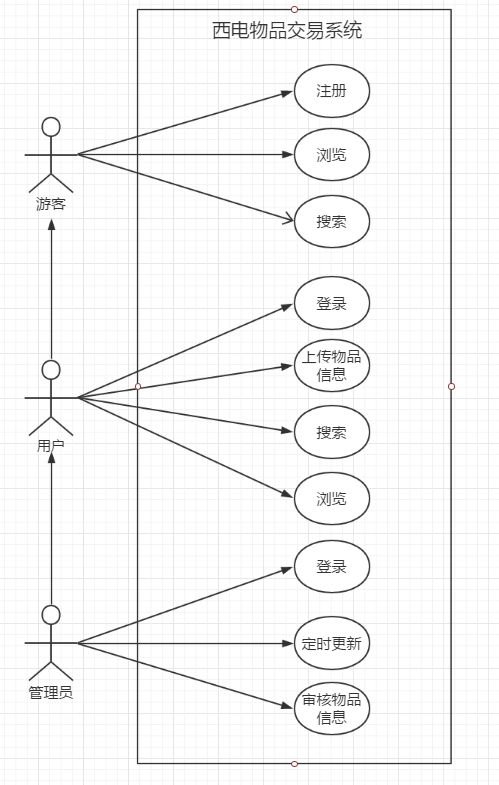 西电物品交易系统
注册
浏览
搜索
游客
登录
上传物品
信息
搜索
浏览
用户
登录
定时更新
审核物品
信息
管理员